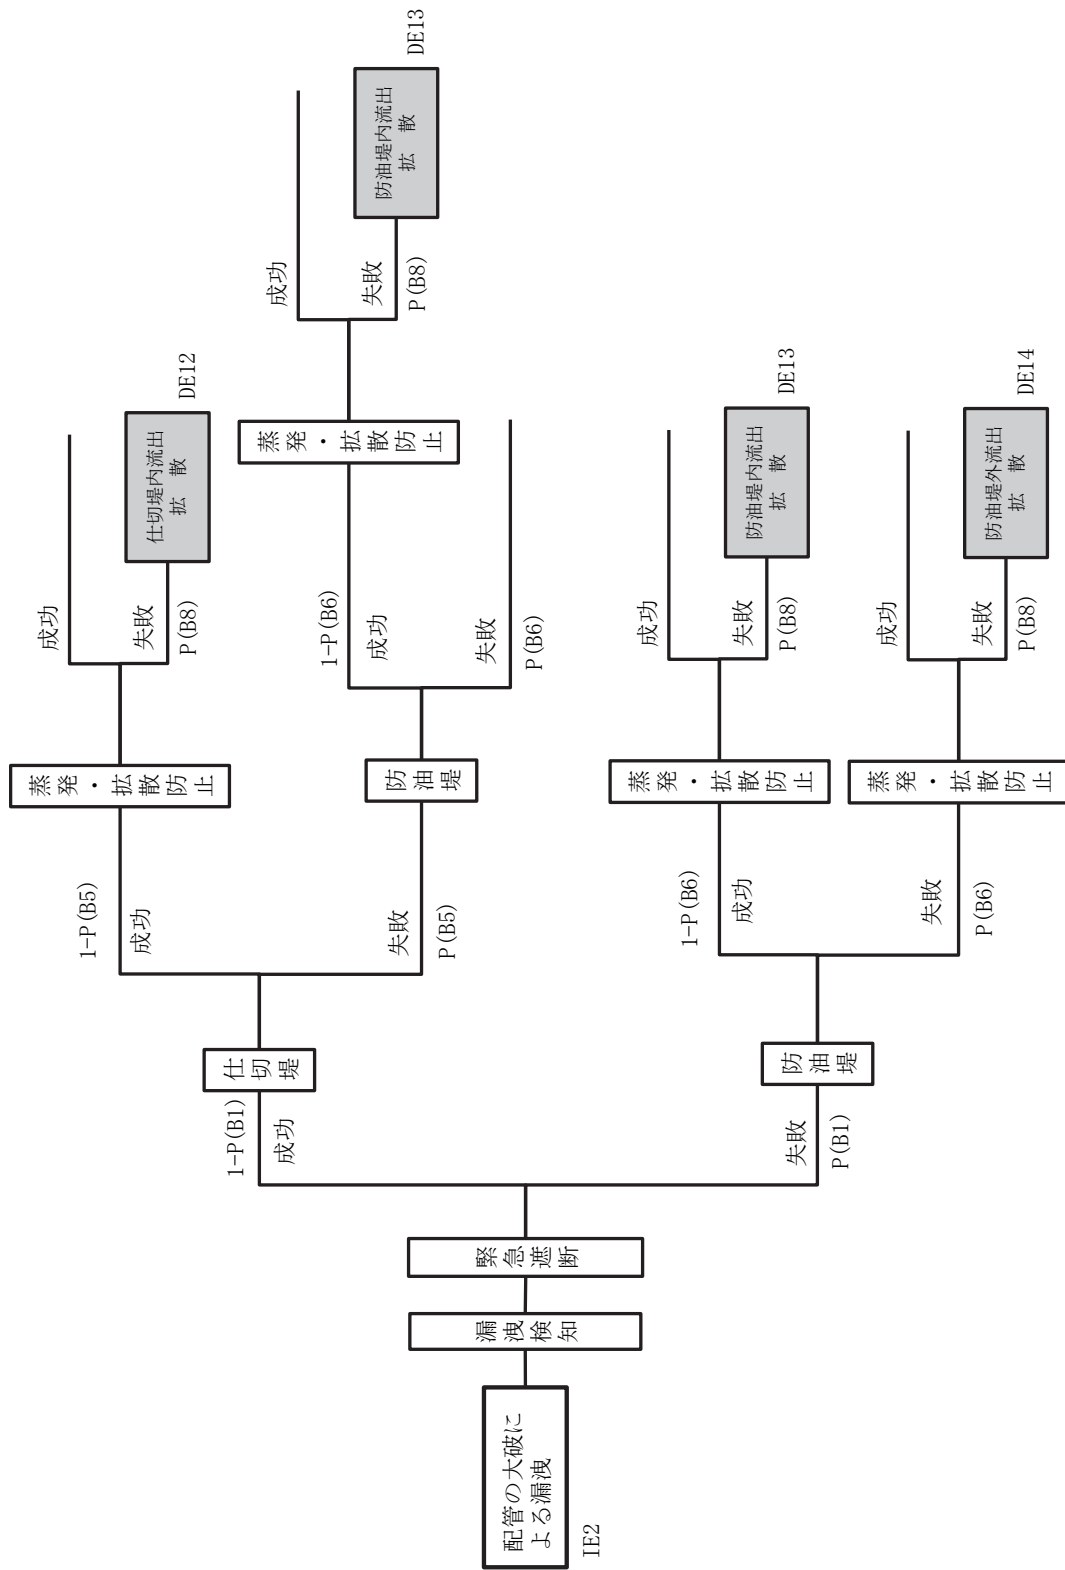 配管の大破に
よる漏洩
IE2
漏洩検知
緊急遮断
1-P(B1)
成功
仕切堤
1-P(B5)
成功
蒸発・拡散防止
成功
失敗
P(B8)
仕切堤内流出
拡　散
DE12
失敗
P(B5)
防油堤
1-P(B6)
成功
蒸発・拡散防止
成功
失敗
P(B8)
防油堤内流出
拡　散
DE13
失敗
P(B6)
失敗
P(B1)
防油堤
1-P(B6)
成功
蒸発・拡散防止
成功
失敗
P(B8)
防油堤内流出
拡　散
DE13
失敗
P(B6)
蒸発・拡散防止
成功
失敗
P(B8)
防油堤外流出
拡　散
DE14